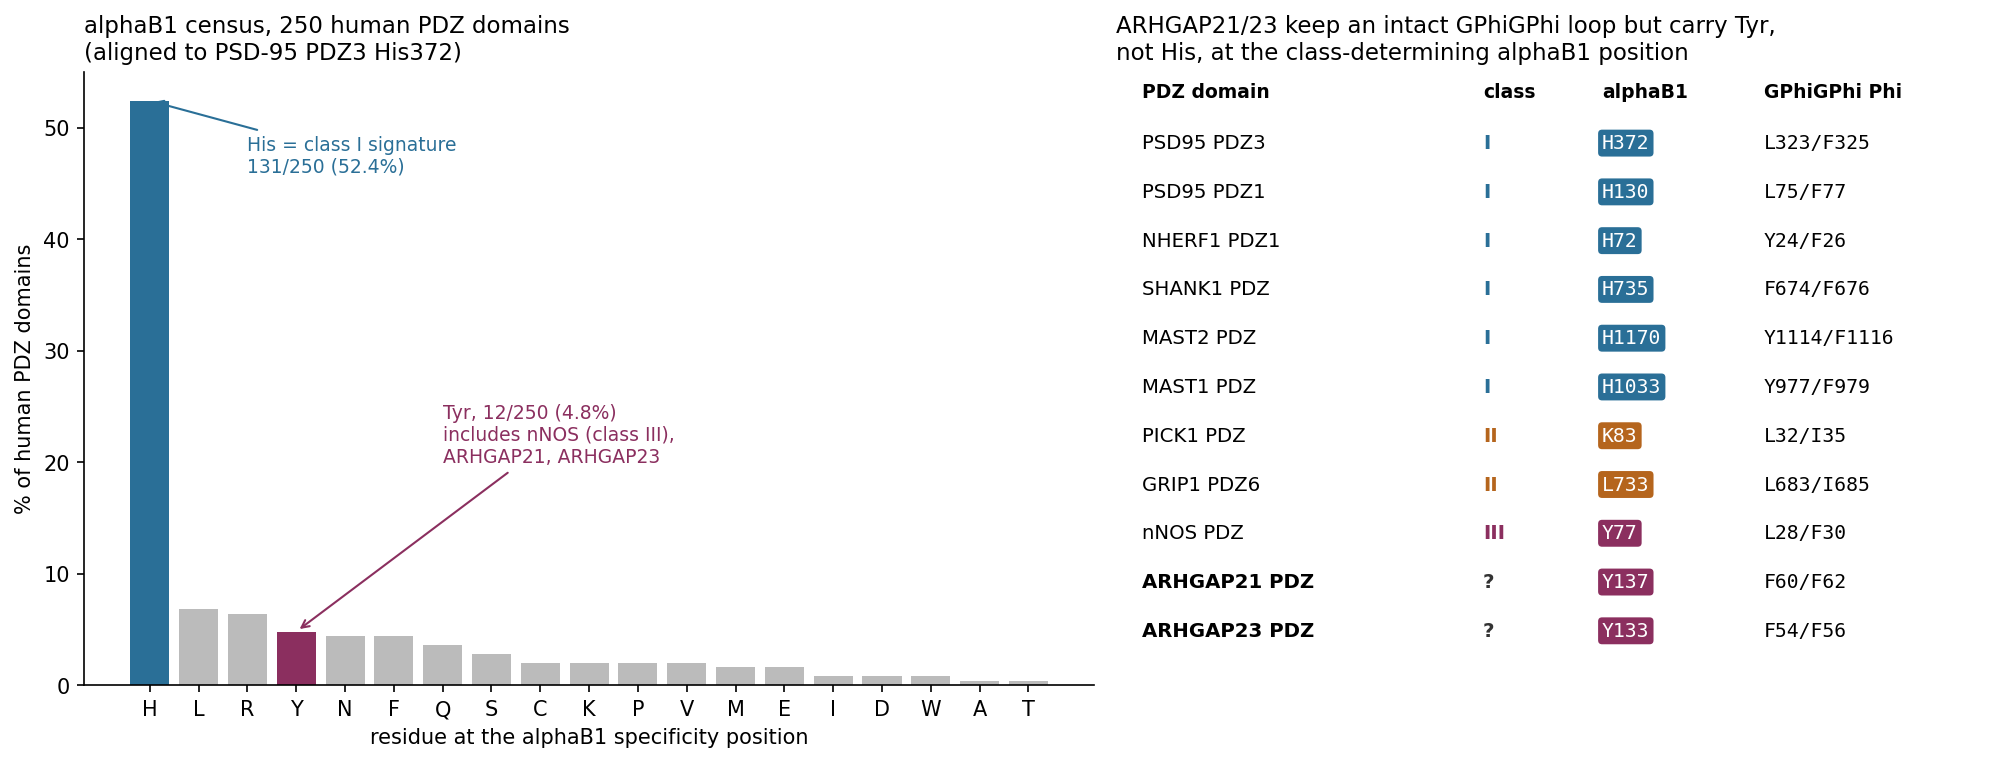 alphaB1 census, 250 human PDZ domains
(aligned to PSD-95 PDZ3 His372)
% of human PDZ domains
50
40
30
20
10
0
His = class I signature
131/250 (52.4%)
Tyr, 12/250 (4.8%)
includes nNOS (class III),
ARHGAP21, ARHGAP23
H L R Y N F Q S C K P V M E I D W A T
residue at the alphaB1 specificity position
ARHGAP21/23 keep an intact GPhiGPhi loop but carry Tyr,
not His, at the class-determining alphaB1 position
PDZ domain class alphaB1 GPhiGPhi Phi
PSD95 PDZ3 I H372 L323/F325
PSD95 PDZ1 I H130 L75/F77
NHERF1 PDZ1 I H72 Y24/F26
SHANK1 PDZ I H735 F674/F676
MAST2 PDZ I H1170 Y1114/F1116
MAST1 PDZ I H1033 Y977/F979
PICK1 PDZ II K83 L32/I35
GRIP1 PDZ6 II L733 L683/I685
nNOS PDZ III Y77 L28/F30
ARHGAP21 PDZ ? Y137 F60/F62
ARHGAP23 PDZ ? Y133 F54/F56